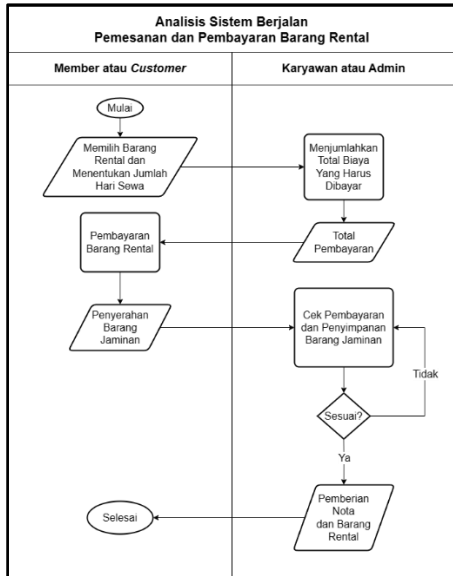 Analisis Sistem Berjalan
Pemesanan dan Pembayaran Barang Rental
Member atau Customer
Karyawan atau Admin
Mulai
Memilih Barang
Rental dan
Menentukan Jumlah
Hari Sewa
Menjumlahkan
Total Biaya
Yang Harus
Dibayar
Total
Pembayaran
Pembayaran
Barang Rental
Penyerahan
Barang
Jaminan
Cek Pembayaran
dan Penyimpanan
Barang Jaminan
Tidak
Sesuai?
Ya
Pemberian
Nota
dan Barang
Rental
Selesai